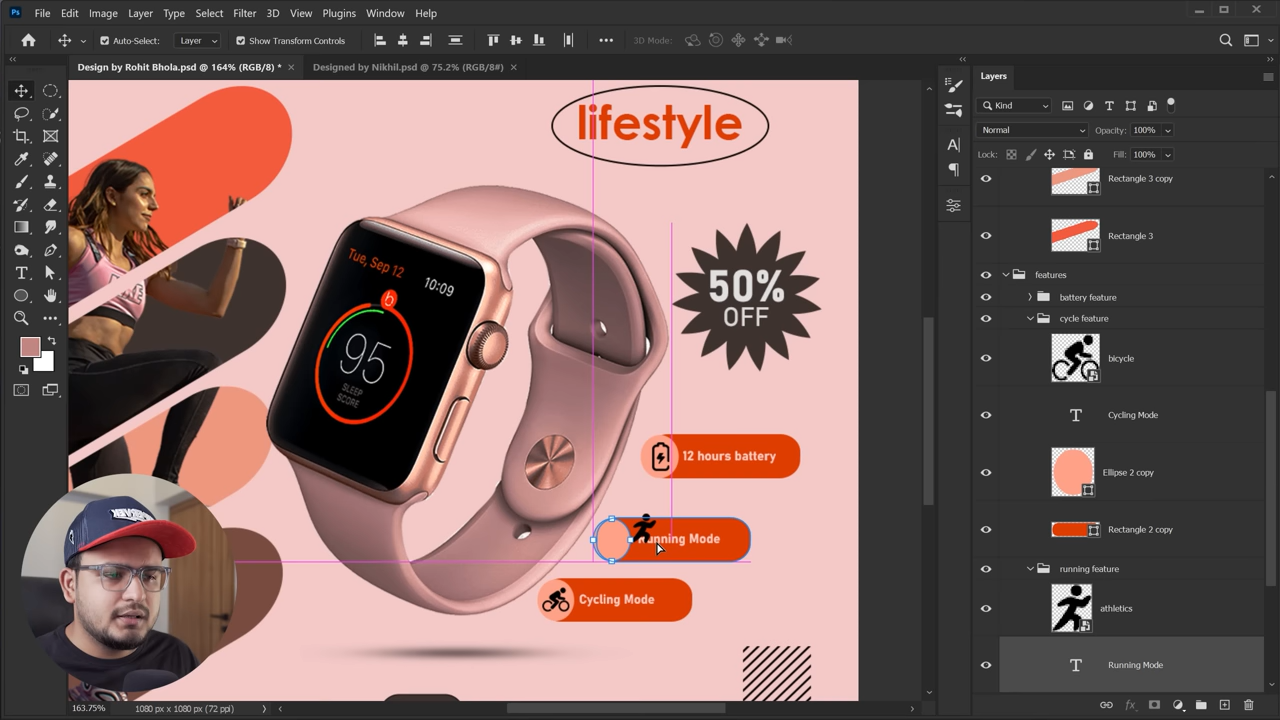 Ps File Edit Image Layer Type Select Filter 3D View Plugins Window Help
Auto-Select: Layer Show Transform Controls 3D Mode:
Design by Rohit Bhola.psd @ 164% (RGB/8) * × Designed by Nikhil.psd @ 75.2% (RGB/8#) ×
Layers
Kind
Normal Opacity: 100%
Lock: Fill: 100%
Rectangle 3 copy
Rectangle 3
features
battery feature
cycle feature
bicycle
Cycling Mode
Ellipse 2 copy
Rectangle 2 copy
running feature
athletics
Running Mode
lifestyle
50%
OFF
Tue, Sep 12
10:09
95
SLEEP
SCORE
12 hours battery
Running Mode
Cycling Mode
163.75% 1080 px x 1080 px (72 ppi)